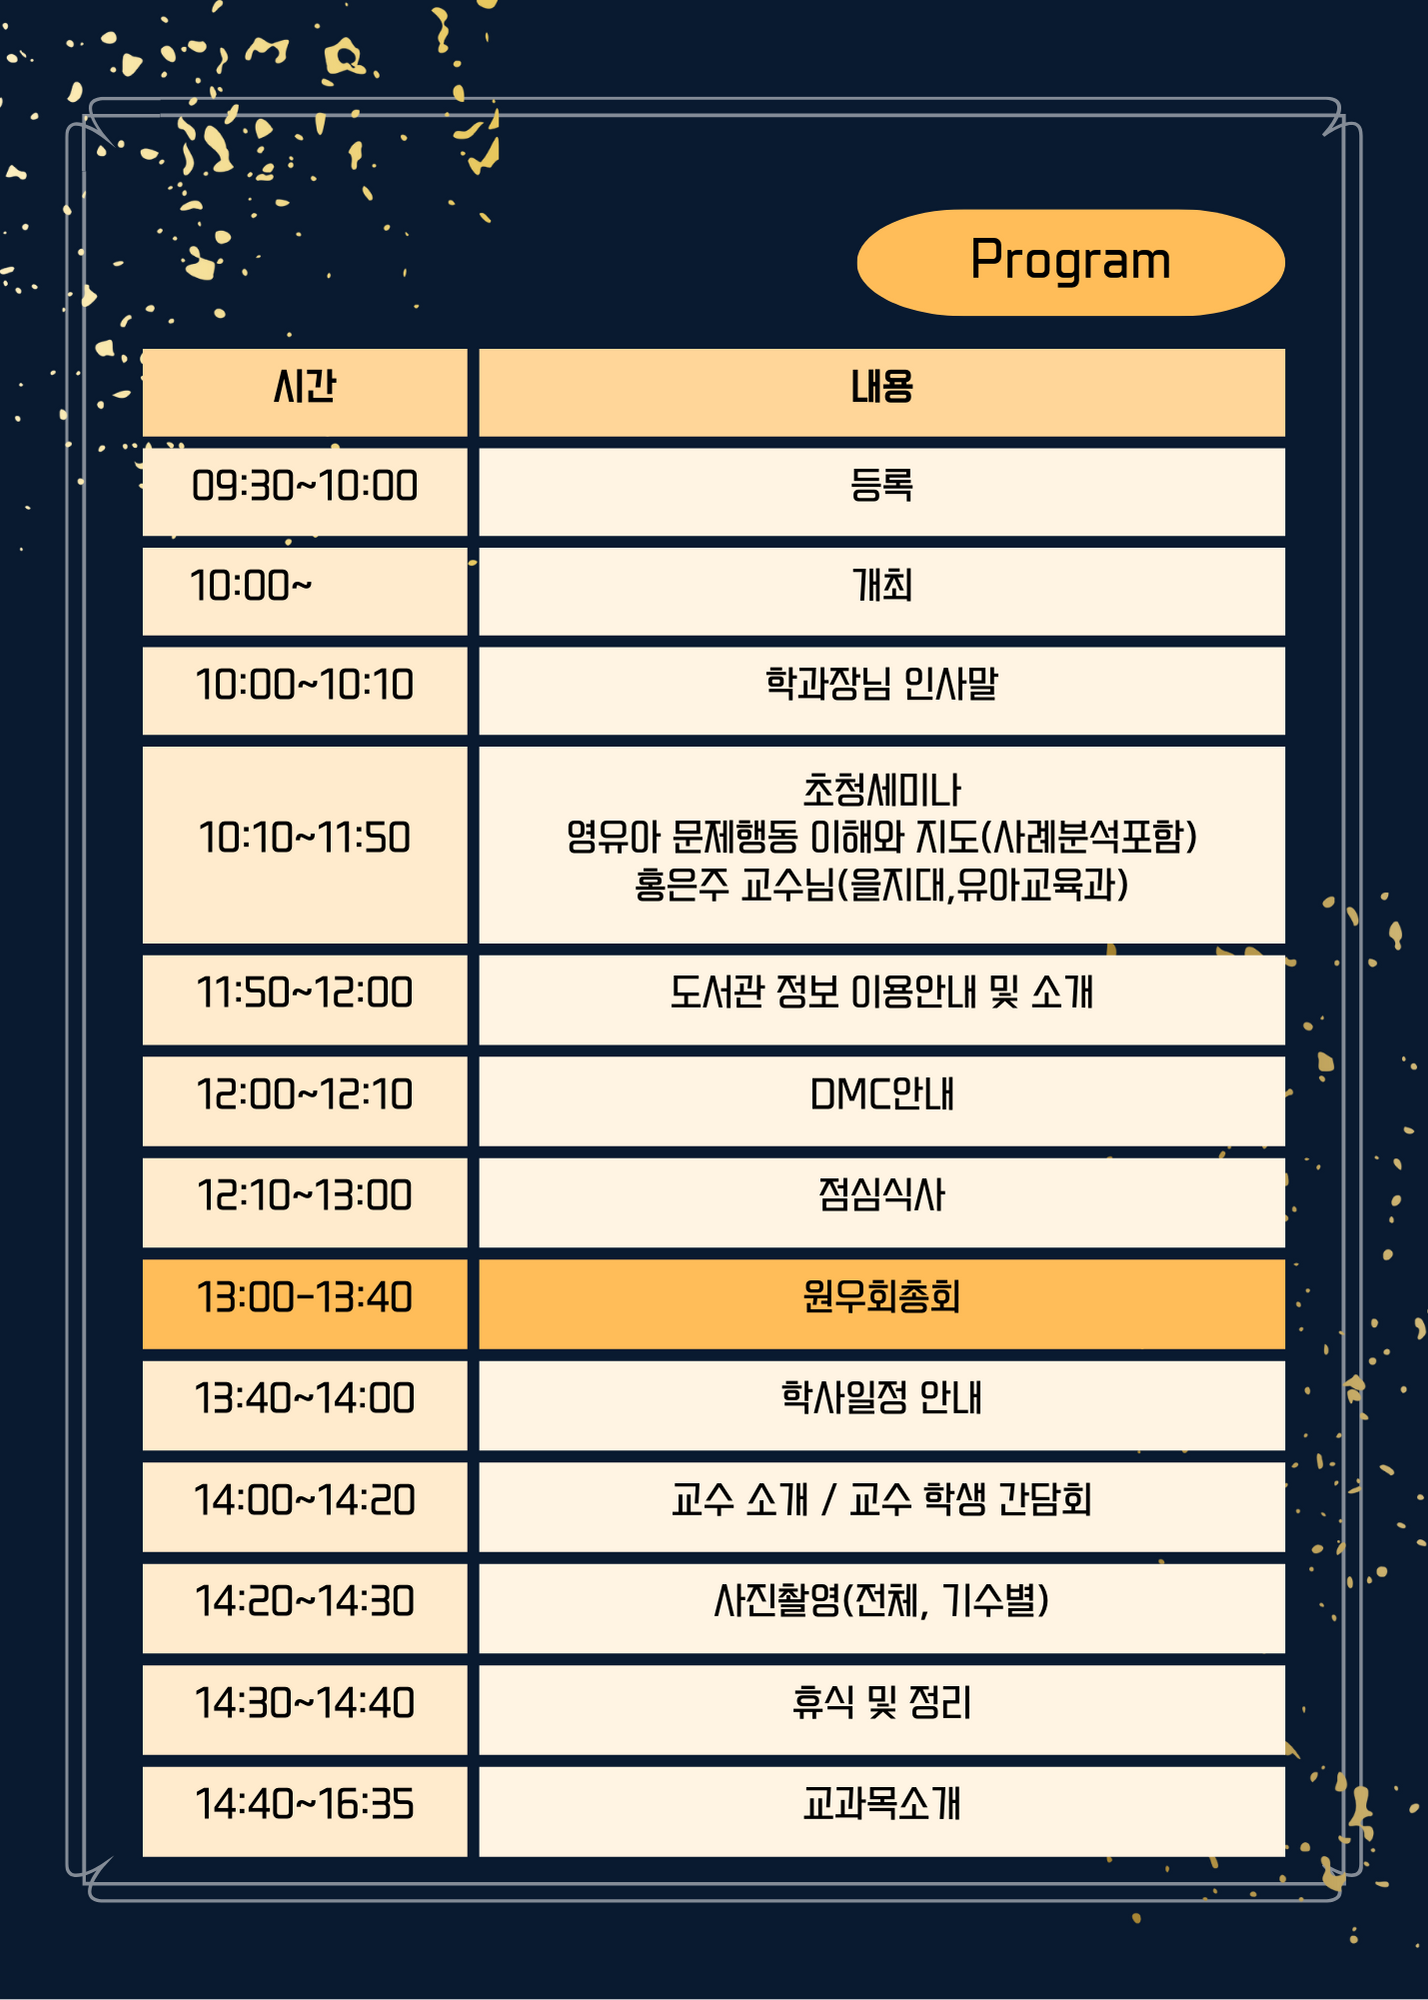 Program
시간 내용
09:30~10:00 등록
10:00~ 개최
10:00~10:10 학과장님 인사말
초청세미나
10:10~11:50 영유아 문제행동 이해와 지도(사례분석포함)
홍은주 교수님(을지대,유아교육과)
11:50~12:00 도서관 정보 이용안내 및 소개
12:00~12:10 DMC안내
12:10~13:00 점심식사
13:00-13:40 원우회총회
13:40~14:00 학사일정 안내
14:00~14:20 교수 소개 / 교수 학생 간담회
14:20~14:30 사진촬영(전체, 기수별)
14:30~14:40 휴식 및 정리
14:40~16:35 교과목소개